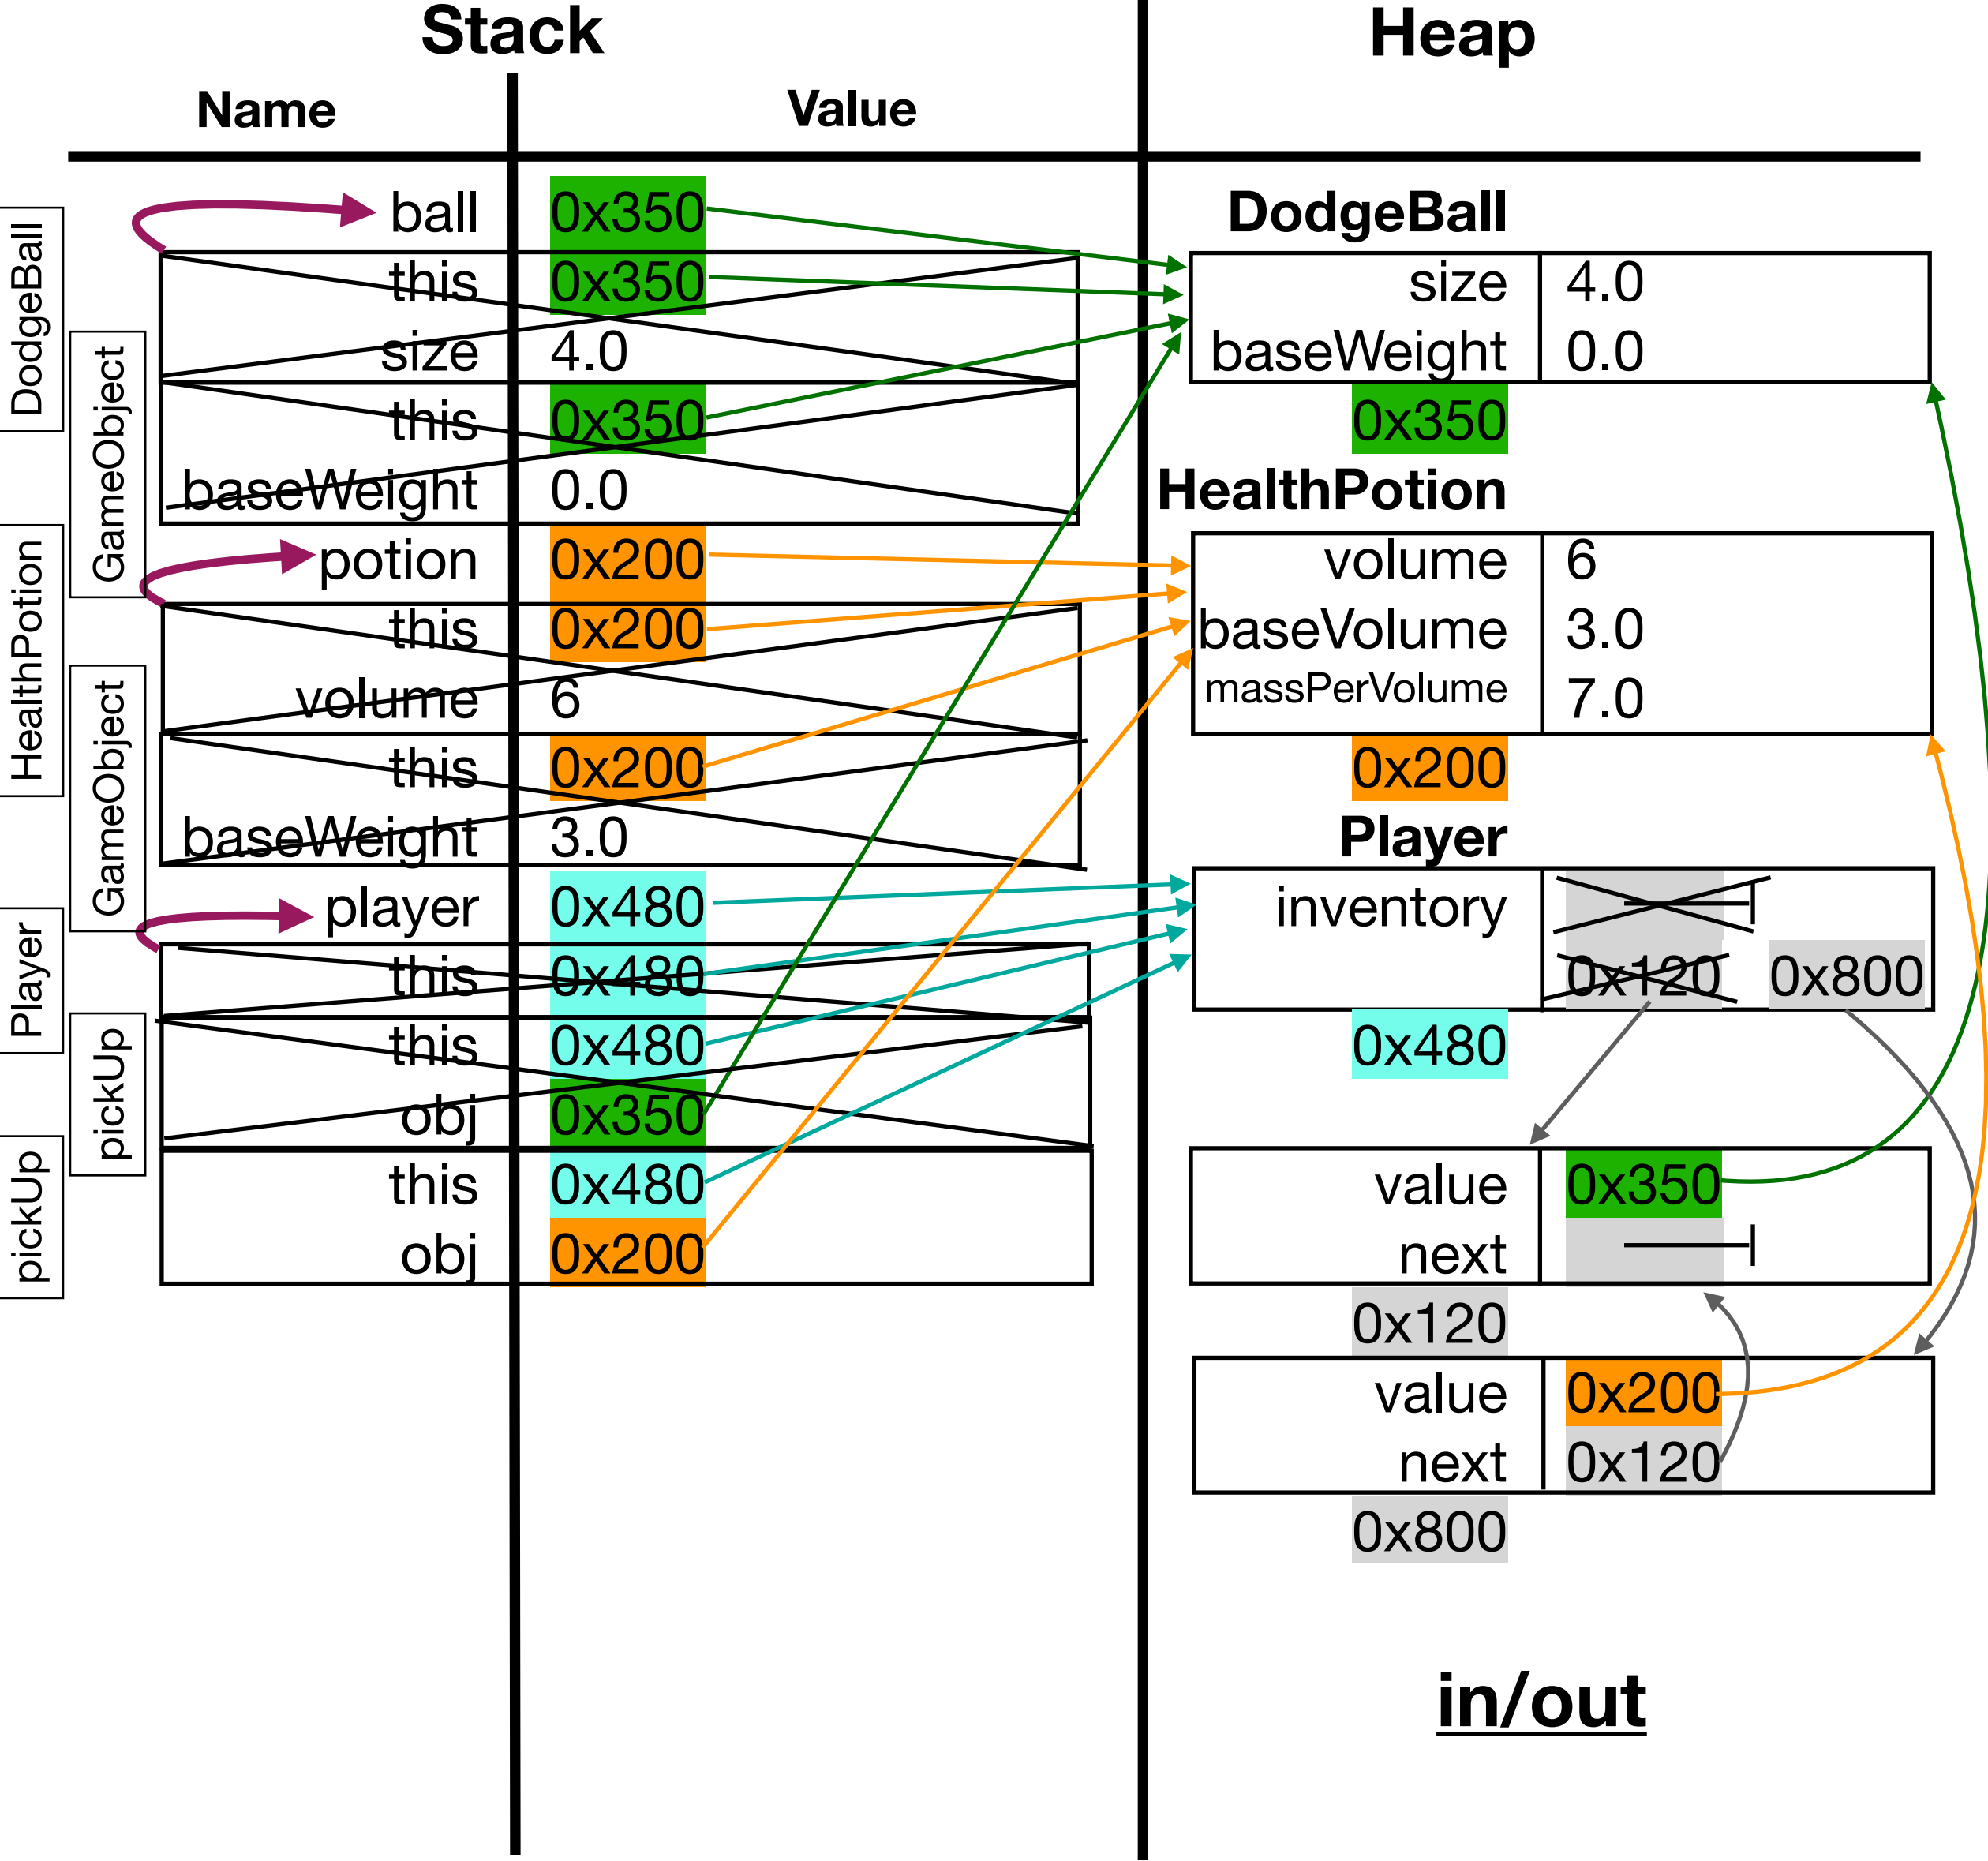 Stack
Heap
Name
Value
ball 0x350
this 0x350
size 4.0
this 0x350
baseWeight 0.0
potion 0x200
this 0x200
volume 6
this 0x200
baseWeight 3.0
player 0x480
this 0x480
this 0x480
obj 0x350
this 0x480
obj 0x200
DodgeBall
GameObject
HealthPotion
GameObject
Player
pickUp
pickUp
DodgeBall
size 4.0
baseWeight 0.0
0x350
HealthPotion
volume 6
baseVolume 3.0
massPerVolume 7.0
0x200
Player
inventory
0x120 0x800
0x480
value 0x350
next
0x120
value 0x200
next 0x120
0x800
in/out